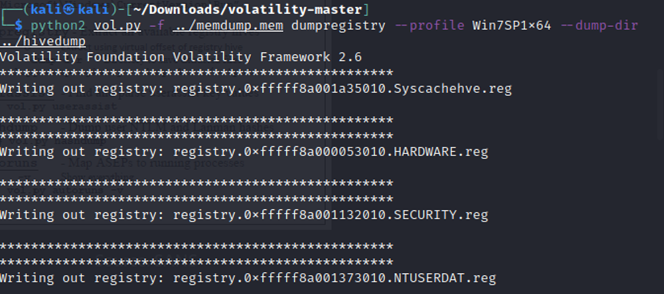 ┌──(kali㉿kali)-[~/Downloads/volatility-master]
└─$ python2 vol.py -f ../memdump.mem dumpregistry --profile Win7SP1×64 --dump-dir
../hivedump
Volatility Foundation Volatility Framework 2.6
**************************************************
Writing out registry: registry.0×fffff8a001a35010.Syscachehve.reg
**************************************************
**************************************************
Writing out registry: registry.0×fffff8a000053010.HARDWARE.reg
**************************************************
**************************************************
Writing out registry: registry.0×fffff8a001132010.SECURITY.reg
**************************************************
**************************************************
Writing out registry: registry.0×fffff8a001373010.NTUSERDAT.reg